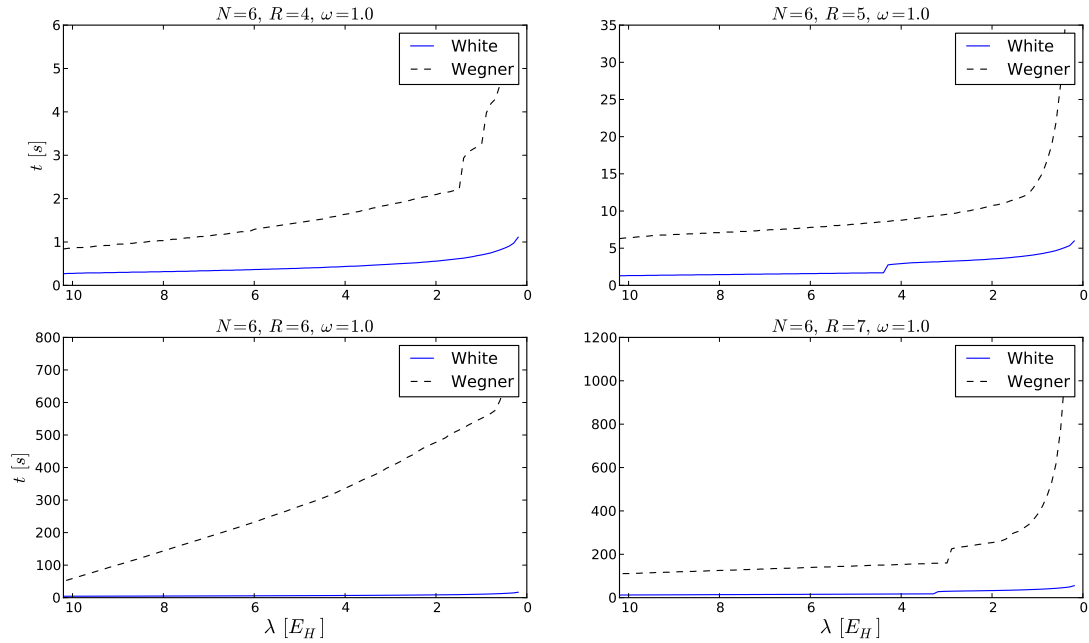 N=6, R=4, ω=1.0
White
Wegner
t [s]
6
5
4
3
2
1
0
10 8 6 4 2 0
N=6, R=5, ω=1.0
White
Wegner
35
30
25
20
15
10
5
0
10 8 6 4 2 0
N=6, R=6, ω=1.0
White
Wegner
t [s]
800
700
600
500
400
300
200
100
0
10 8 6 4 2 0
λ [E_H]
N=6, R=7, ω=1.0
White
Wegner
1200
1000
800
600
400
200
0
10 8 6 4 2 0
λ [E_H]